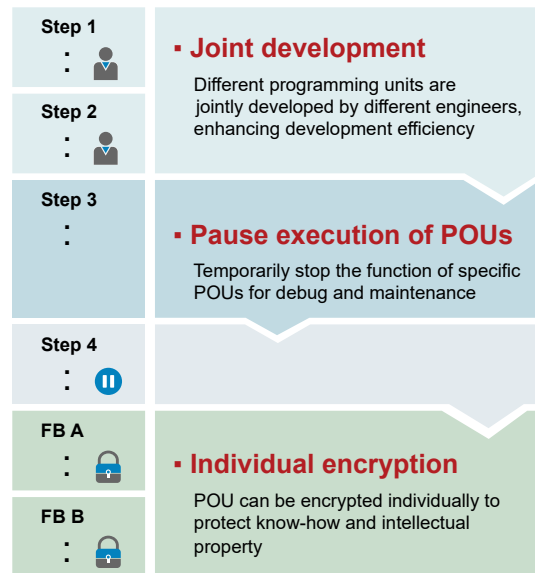 Step 1
:
Step 2
:
▪ Joint development
Different programming units are
jointly developed by different engineers,
enhancing development efficiency
Step 3
:
▪ Pause execution of POUs
Temporarily stop the function of specific
POUs for debug and maintenance
Step 4
:
FB A
:
FB B
:
▪ Individual encryption
POU can be encrypted individually to
protect know-how and intellectual
property